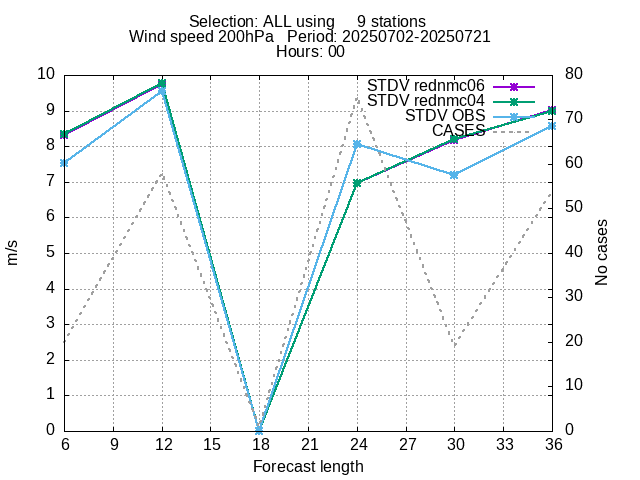 Selection: ALL using     9 stations
Wind speed 200hPa   Period: 20250702-20250721
Hours: 00
STDV rednmc06
STDV rednmc04
STDV OBS
CASES
10
9
8
7
6
5
4
3
2
1
0
m/s
80
70
60
50
40
30
20
10
0
No cases
6 9 12 15 18 21 24 27 30 33 36
Forecast length